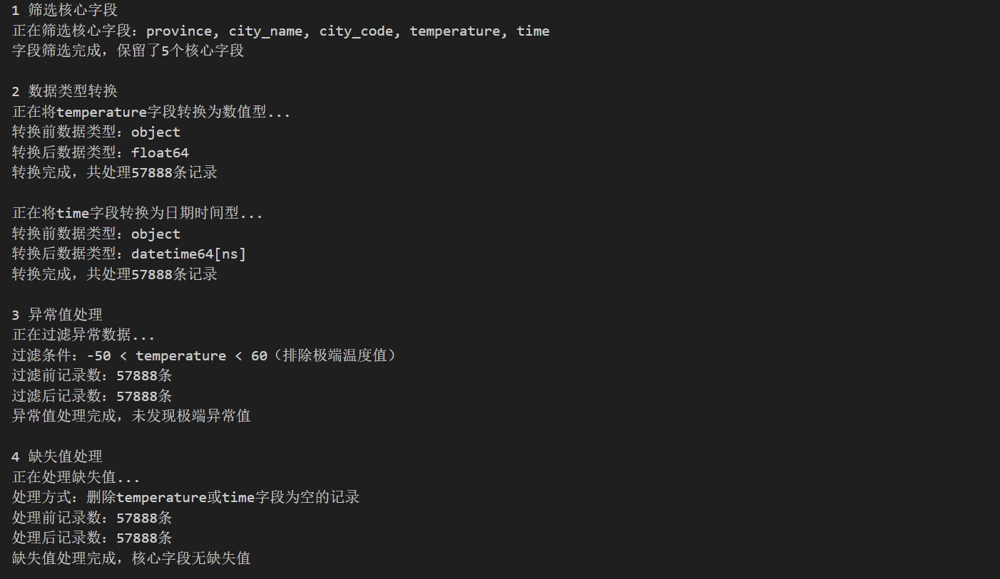 1 筛选核心字段
正在筛选核心字段：province, city_name, city_code, temperature, time
字段筛选完成，保留了5个核心字段
2 数据类型转换
正在将temperature字段转换为数值型...
转换前数据类型：object
转换后数据类型：float64
转换完成，共处理57888条记录
正在将time字段转换为日期时间型...
转换前数据类型：object
转换后数据类型：datetime64[ns]
转换完成，共处理57888条记录
3 异常值处理
正在过滤异常数据...
过滤条件：-50 < temperature < 60（排除极端温度值）
过滤前记录数：57888条
过滤后记录数：57888条
异常值处理完成，未发现极端异常值
4 缺失值处理
正在处理缺失值...
处理方式：删除temperature或time字段为空的记录
处理前记录数：57888条
处理后记录数：57888条
缺失值处理完成，核心字段无缺失值